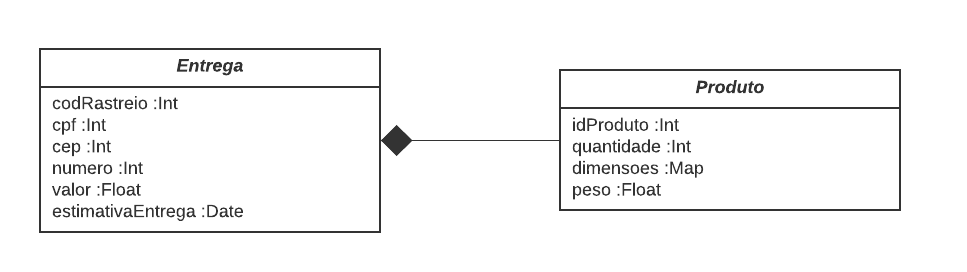 Entrega
codRastreio :Int
cpf :Int
cep :Int
numero :Int
valor :Float
estimativaEntrega :Date
Produto
idProduto :Int
quantidade :Int
dimensoes :Map
peso :Float